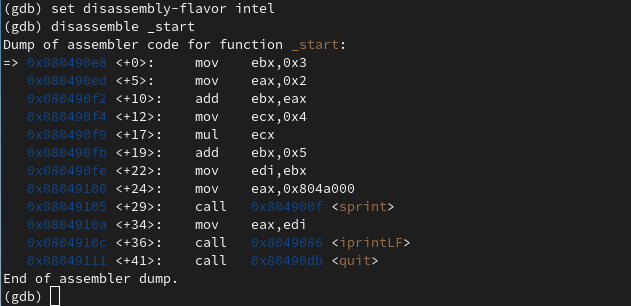 (gdb) set disassembly-flavor intel
(gdb) disassemble _start
Dump of assembler code for function _start:
=> 0x080490e8 <+0>:     mov    ebx,0x3
   0x080490ed <+5>:     mov    eax,0x2
   0x080490f2 <+10>:    add    ebx,eax
   0x080490f4 <+12>:    mov    ecx,0x4
   0x080490f9 <+17>:    mul    ecx
   0x080490fb <+19>:    add    ebx,0x5
   0x080490fe <+22>:    mov    edi,ebx
   0x08049100 <+24>:    mov    eax,0x804a000
   0x08049105 <+29>:    call   0x804900f <sprint>
   0x0804910a <+34>:    mov    eax,edi
   0x0804910c <+36>:    call   0x8049086 <iprintLF>
   0x08049111 <+41>:    call   0x80490db <quit>
End of assembler dump.
(gdb)